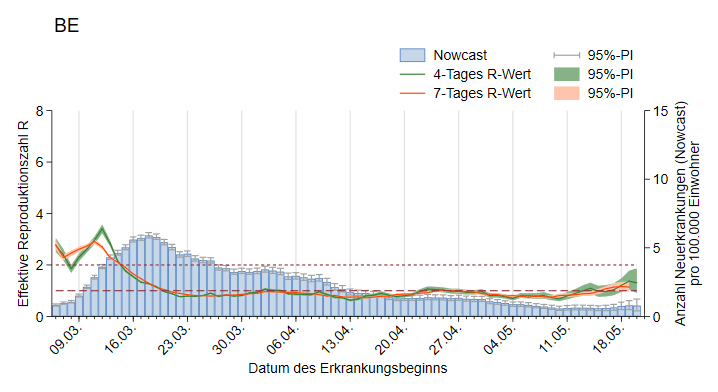 BE
Nowcast
95%-PI
4-Tages R-Wert
95%-PI
7-Tages R-Wert
95%-PI
Effektive Reproduktionszahl R
8
6
4
2
0
15
10
5
0
Anzahl Neuerkrankungen (Nowcast)
pro 100.000 Einwohner
09.03.
16.03.
23.03.
30.03.
06.04.
13.04.
20.04.
27.04.
04.05.
11.05.
18.05.
Datum des Erkrankungsbeginns